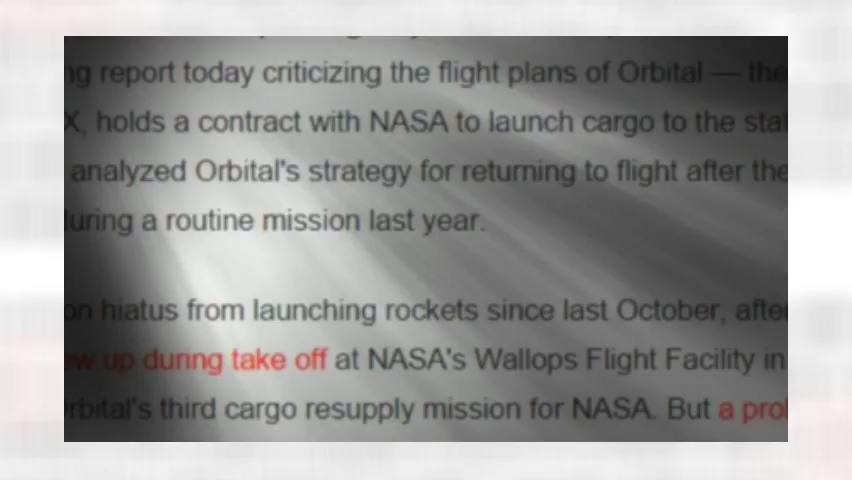 ng report today criticizing the flight plans of Orbital — the
X, holds a contract with NASA to launch cargo to the stat
analyzed Orbital's strategy for returning to flight after the
during a routine mission last year.
on hiatus from launching rockets since last October, after
ew up during take off at NASA's Wallops Flight Facility in
Orbital's third cargo resupply mission for NASA. But a prob